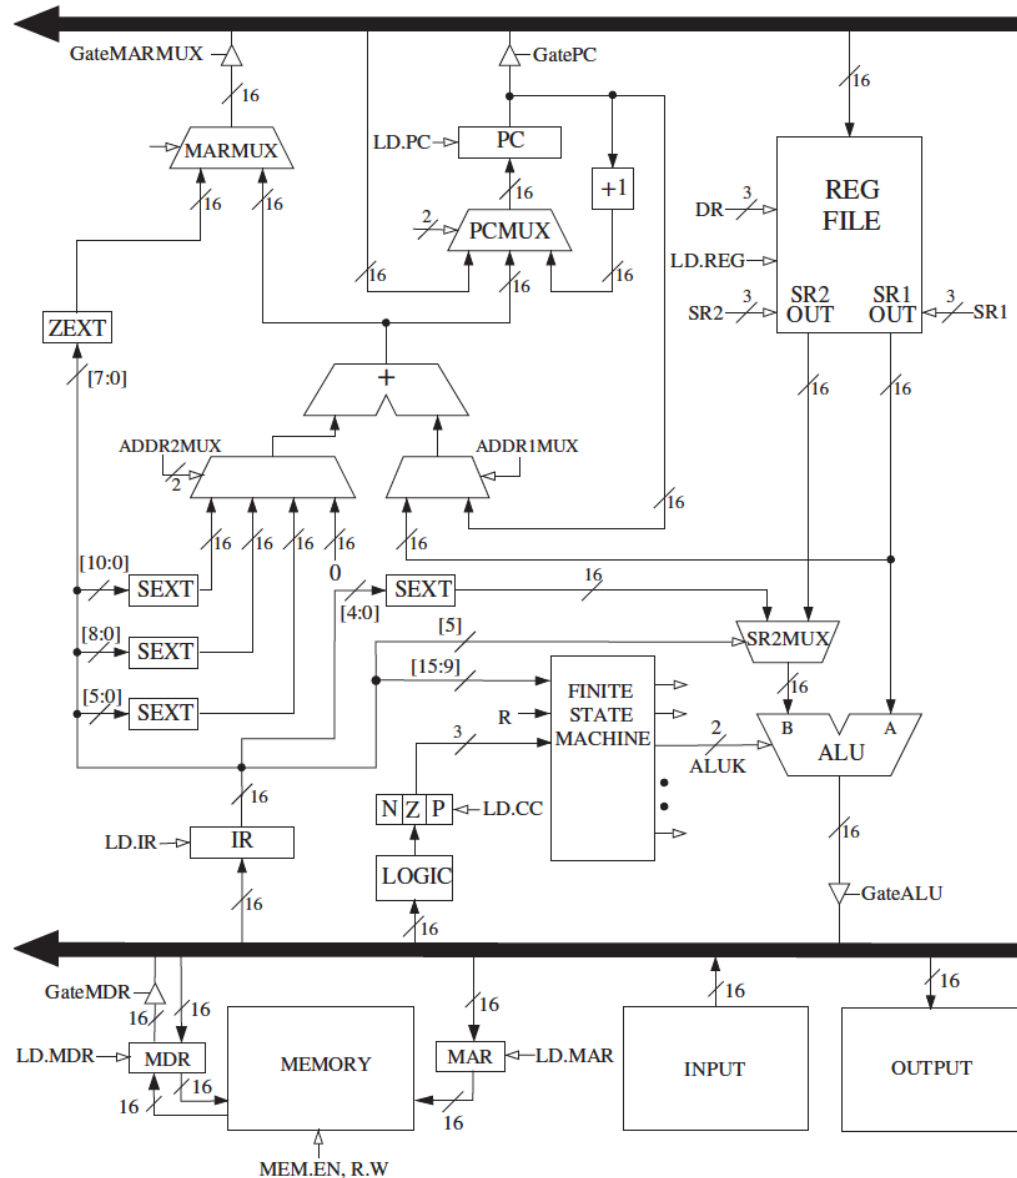 GateMARMUX
GatePC
16
16
MARMUX
LD.PC
PC
+1
REG
FILE
3
DR
16
16
16
2
PCMUX
LD.REG
16
16
16
3
SR2
SR2
OUT
SR1
OUT
3
SR1
ZEXT
[7:0]
+
16
16
ADDR2MUX
2
ADDR1MUX
16
16
16
16
16
16
0
[10:0]
SEXT
[4:0]
SEXT
16
[8:0]
SEXT
[5]
SR2MUX
[15:9]
16
[5:0]
SEXT
FINITE
STATE
MACHINE
R
3
2
ALUK
B
A
ALU
16
N Z P
LD.CC
LD.IR
IR
LOGIC
16
16
16
GateALU
GateMDR
16
16
16
16
16
LD.MDR
MDR
MEMORY
MAR
LD.MAR
INPUT
OUTPUT
16
16
16
MEM.EN, R.W